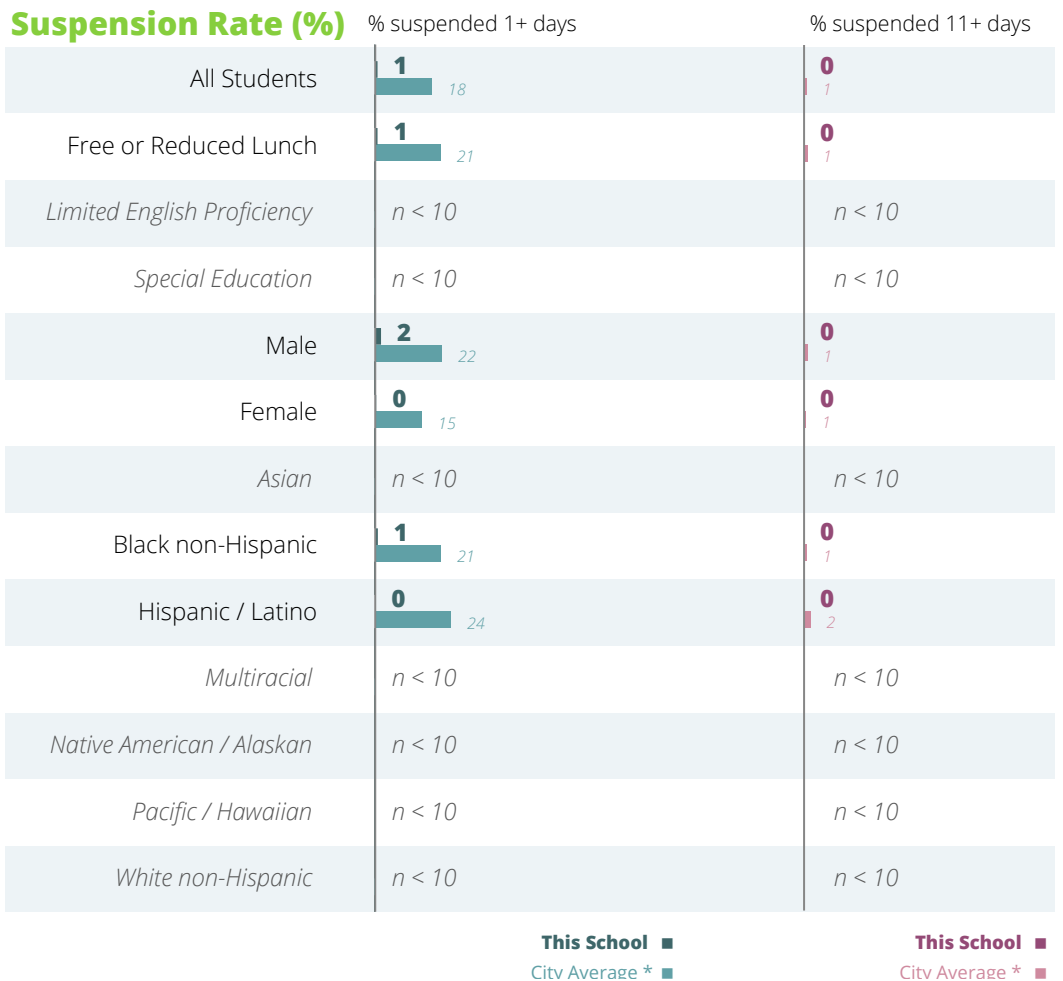 Suspension Rate (%) % suspended 1+ days % suspended 11+ days
All Students 1 18 0 1
Free or Reduced Lunch 1 21 0 1
Limited English Proficiency n < 10 n < 10
Special Education n < 10 n < 10
Male 2 22 0 1
Female 0 15 0 1
Asian n < 10 n < 10
Black non-Hispanic 1 21 0 1
Hispanic / Latino 0 24 0 2
Multiracial n < 10 n < 10
Native American / Alaskan n < 10 n < 10
Pacific / Hawaiian n < 10 n < 10
White non-Hispanic n < 10 n < 10
This School This School
City Average * City Average *